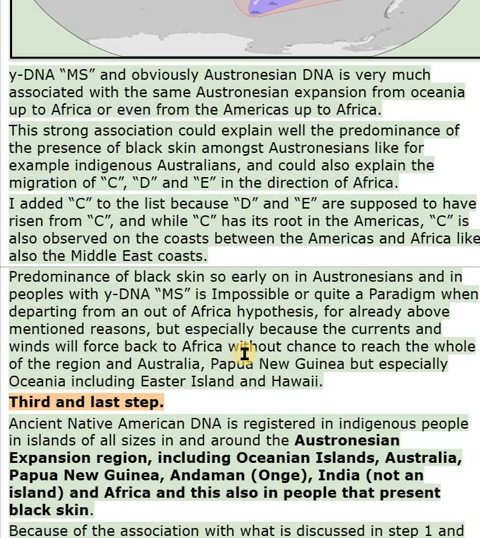 y-DNA “MS” and obviously Austronesian DNA is very much
associated with the same Austronesian expansion from oceania
up to Africa or even from the Americas up to Africa.
This strong association could explain well the predominance of
the presence of black skin amongst Austronesians like for
example indigenous Australians, and could also explain the
migration of “C”, “D” and “E” in the direction of Africa.
I added “C” to the list because “D” and “E” are supposed to have
risen from “C”, and while “C” has its root in the Americas, “C” is
also observed on the coasts between the Americas and Africa like
also the Middle East coasts.
Predominance of black skin so early on in Austronesians and in
peoples with y-DNA “MS” is Impossible or quite a Paradigm when
departing from an out of Africa hypothesis, for already above
mentioned reasons, but especially because the currents and
winds will force back to Africa without chance to reach the whole
of the region and Australia, Papua New Guinea but especially
Oceania including Easter Island and Hawaii.
Third and last step.
Ancient Native American DNA is registered in indigenous people
in islands of all sizes in and around the Austronesian
Expansion region, including Oceanian Islands, Australia,
Papua New Guinea, Andaman (Onge), India (not an
island) and Africa and this also in people that present
black skin.
Because of the association with what is discussed in step 1 and